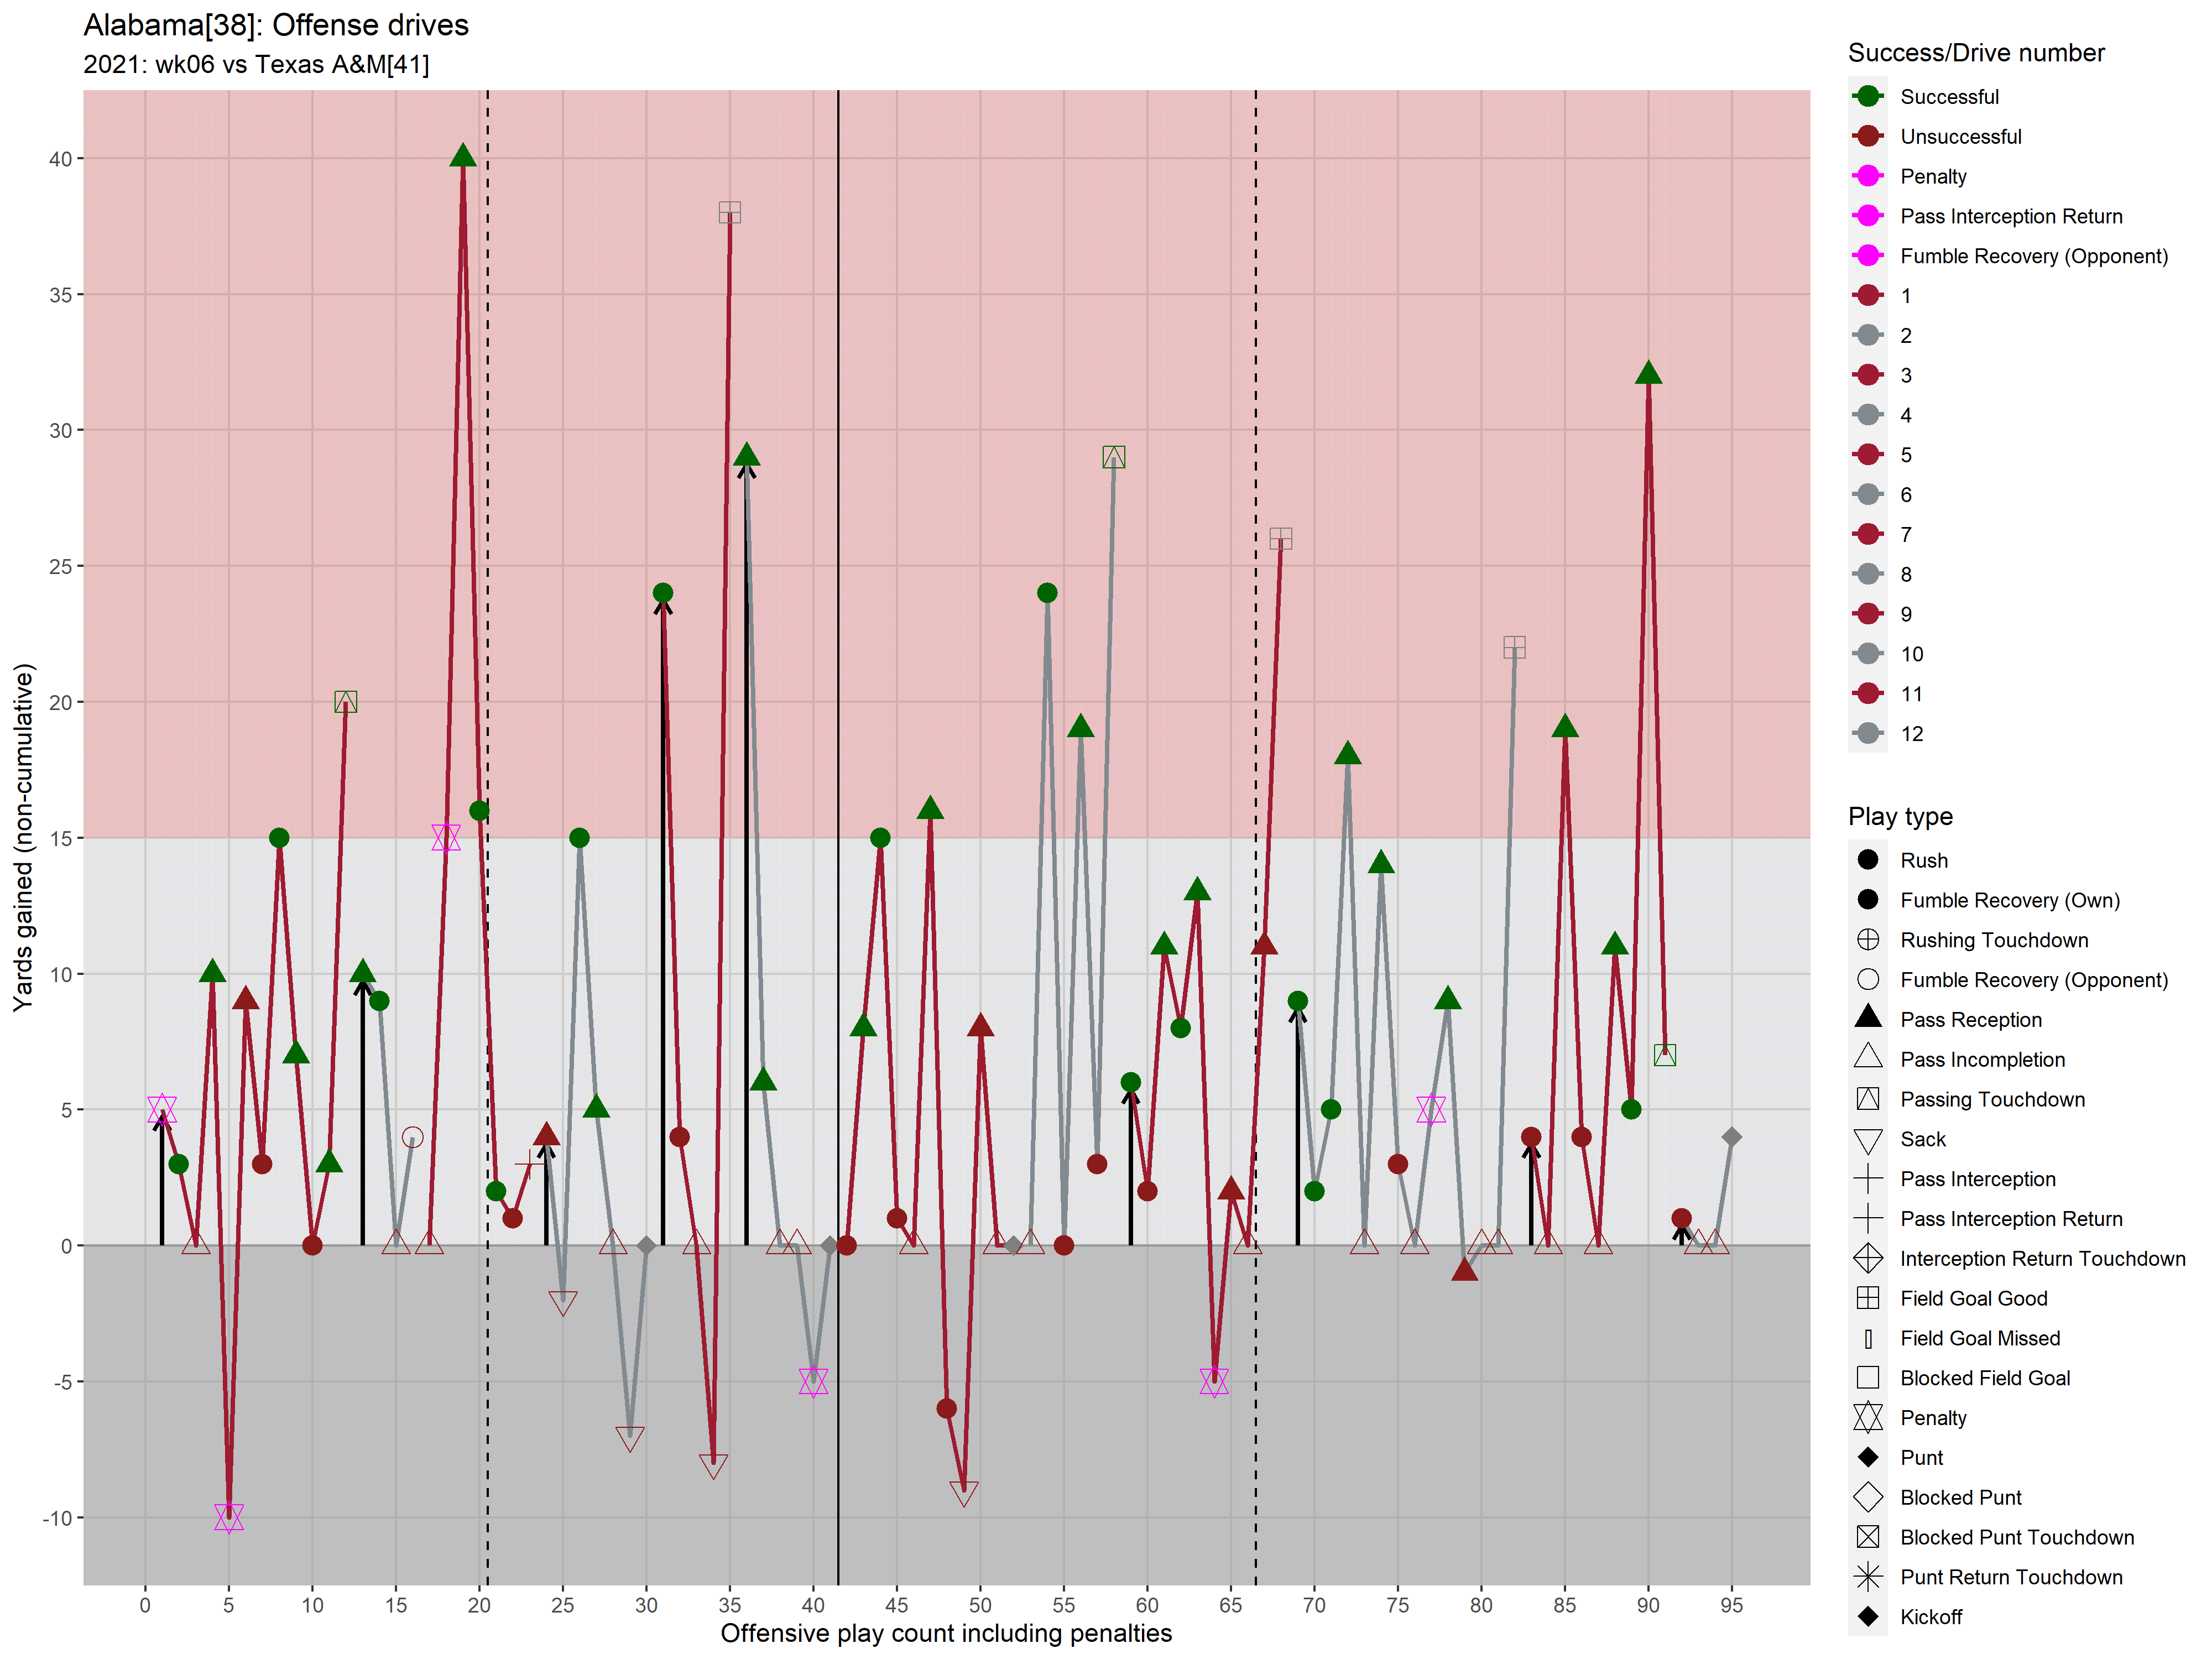 Alabama[38]: Offense drives
2021: wk06 vs Texas A&M[41]
Yards gained (non-cumulative)
40
35
30
25
20
15
10
5
0
-5
-10
0 5 10 15 20 25 30 35 40 45 50 55 60 65 70 75 80 85 90 95
Offensive play count including penalties
Success/Drive number
Successful
Unsuccessful
Penalty
Pass Interception Return
Fumble Recovery (Opponent)
1
2
3
4
5
6
7
8
9
10
11
12
Play type
Rush
Fumble Recovery (Own)
Rushing Touchdown
Fumble Recovery (Opponent)
Pass Reception
Pass Incompletion
Passing Touchdown
Sack
Pass Interception
Pass Interception Return
Interception Return Touchdown
Field Goal Good
Field Goal Missed
Blocked Field Goal
Penalty
Punt
Blocked Punt
Blocked Punt Touchdown
Punt Return Touchdown
Kickoff